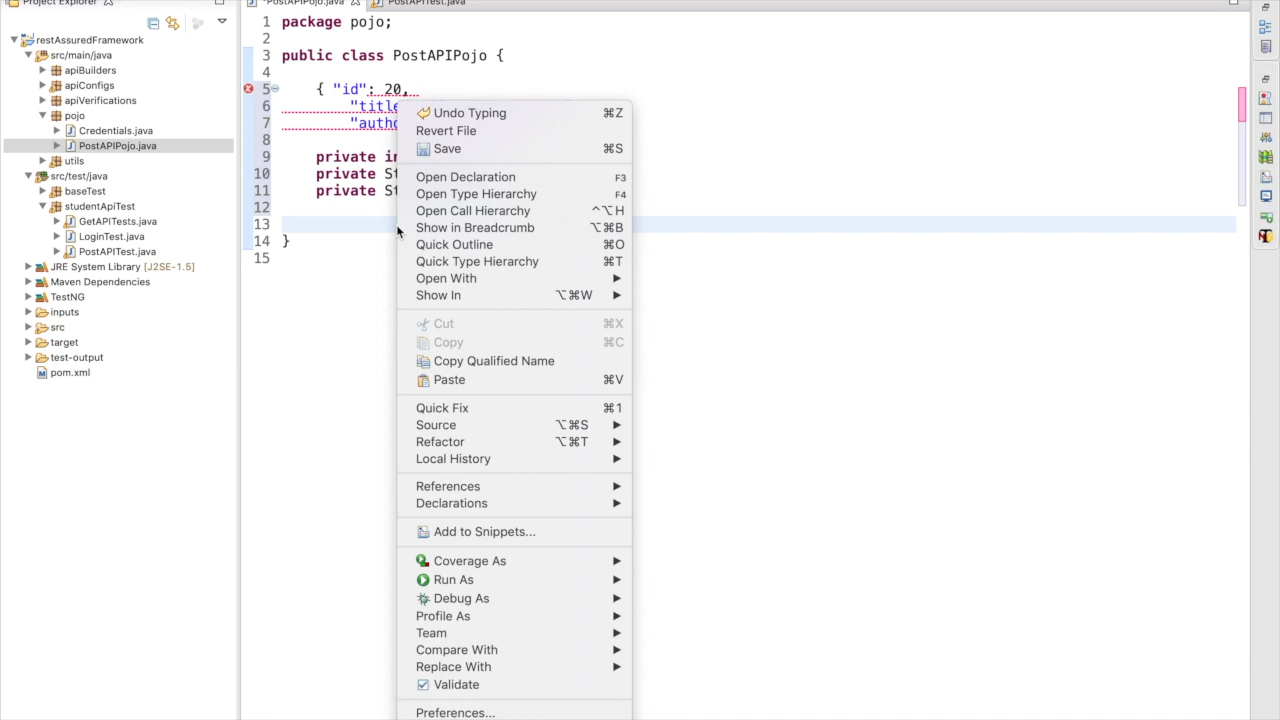 Project Explorer
restAssuredFramework
src/main/java
apiBuilders
apiConfigs
apiVerifications
pojo
Credentials.java
PostAPIPojo.java
utils
src/test/java
baseTest
studentApiTest
GetAPITests.java
LoginTest.java
PostAPITest.java
JRE System Library [J2SE-1.5]
Maven Dependencies
TestNG
inputs
src
target
test-output
pom.xml
*PostAPIPojo.java
PostAPITest.java
1 package pojo;
2
3 public class PostAPIPojo {
4
5 { "id": 20,
6 "title
7 "autho
8
9 private in
10 private St
11 private St
12
13
14 }
15
Undo Typing ⌘Z
Revert File
Save ⌘S
Open Declaration F3
Open Type Hierarchy F4
Open Call Hierarchy ^⌥H
Show in Breadcrumb ⌥⌘B
Quick Outline ⌘O
Quick Type Hierarchy ⌘T
Open With
Show In ⌥⌘W
Cut ⌘X
Copy ⌘C
Copy Qualified Name
Paste ⌘V
Quick Fix ⌘1
Source ⌥⌘S
Refactor ⌥⌘T
Local History
References
Declarations
Add to Snippets...
Coverage As
Run As
Debug As
Profile As
Team
Compare With
Replace With
Validate
Preferences...